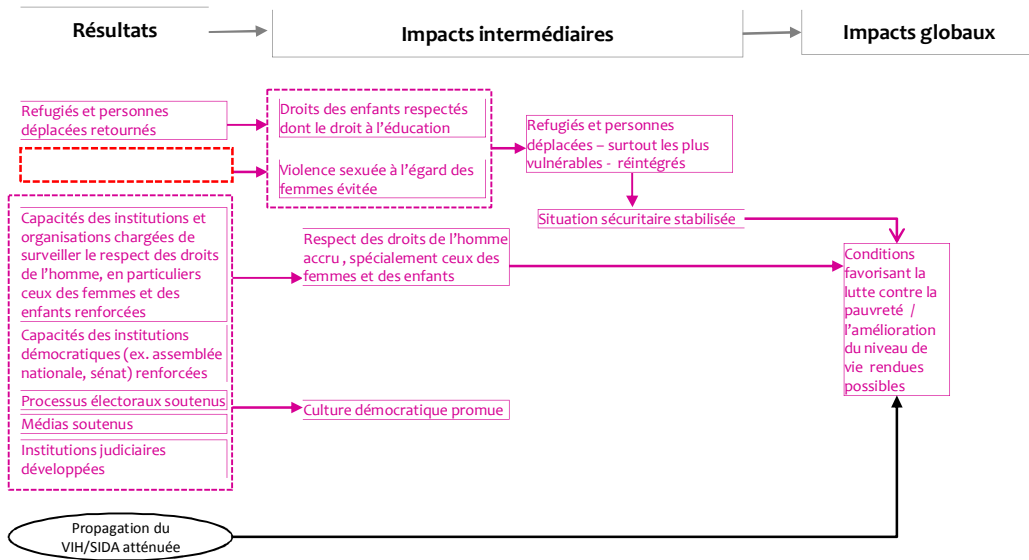 Résultats
Impacts intermédiaires
Impacts globaux
Refugiés et personnes
déplacées retournés
Droits des enfants respectés
dont le droit à l'éducation
Violence sexuée à l'égard des
femmes évitée
Refugiés et personnes
déplacées – surtout les plus
vulnérables - réintégrés
Situation sécuritaire stabilisée
Capacités des institutions et
organisations chargées de
surveiller le respect des droits
de l'homme, en particuliers
ceux des femmes et des
enfants renforcées
Respect des droits de l'homme
accru , spécialement ceux des
femmes et des enfants
Conditions
favorisant la
lutte contre la
pauvreté /
l'amélioration
du niveau de
vie rendues
possibles
Capacités des institutions
démocratiques (ex. assemblée
nationale, sénat) renforcées
Processus électoraux soutenus
Culture démocratique promue
Médias soutenus
Institutions judiciaires
développées
Propagation du
VIH/SIDA atténuée